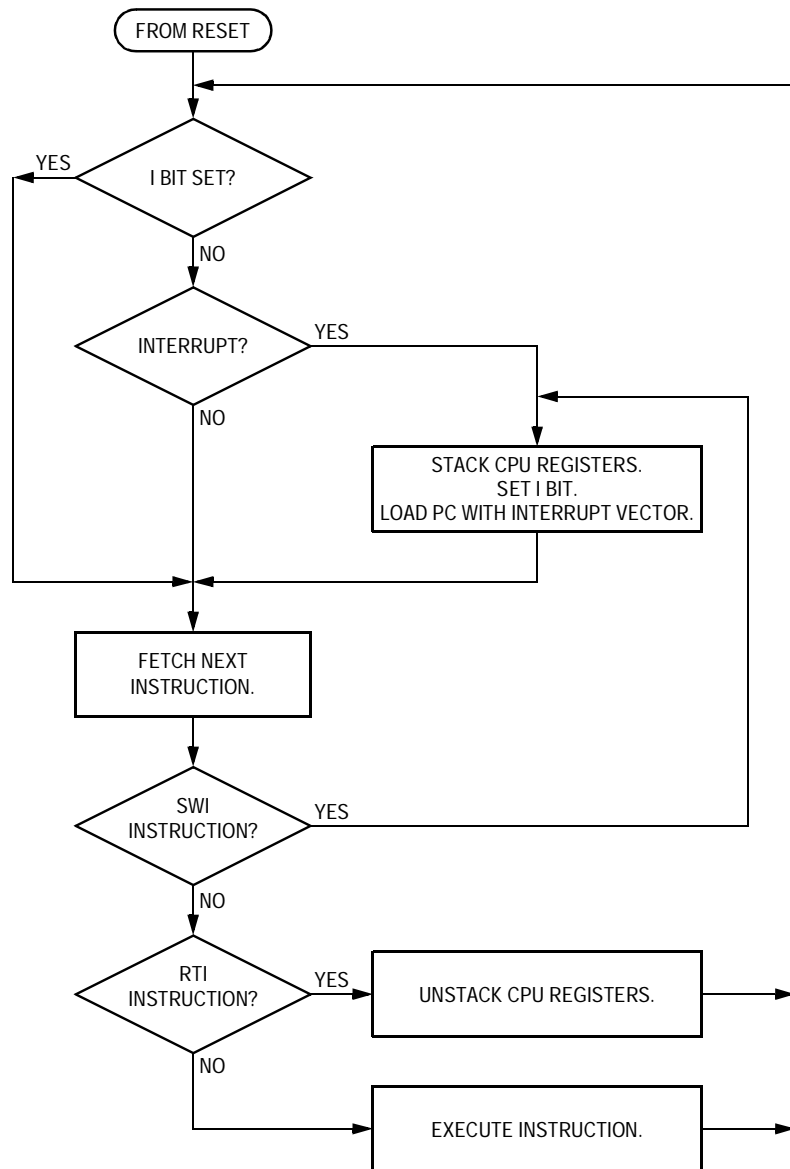 FROM RESET
I BIT SET?
YES
NO
INTERRUPT?
YES
NO
STACK CPU REGISTERS.
SET I BIT.
LOAD PC WITH INTERRUPT VECTOR.
FETCH NEXT
INSTRUCTION.
SWI
INSTRUCTION?
YES
NO
RTI
INSTRUCTION?
YES
UNSTACK CPU REGISTERS.
NO
EXECUTE INSTRUCTION.